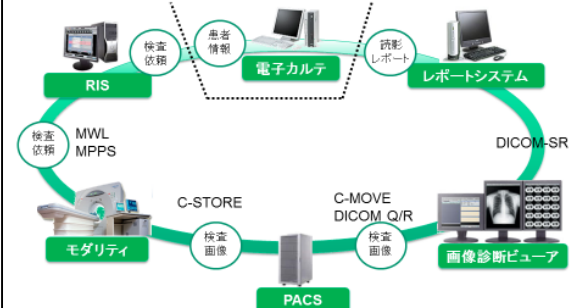 検査
依頼
患者
情報
読影
レポート
RIS
電子カルテ
レポートシステム
検査
依頼
MWL
MPPS
DICOM-SR
C-STORE
C-MOVE
DICOM Q/R
モダリティ
検査
画像
検査
画像
画像診断ビューア
PACS